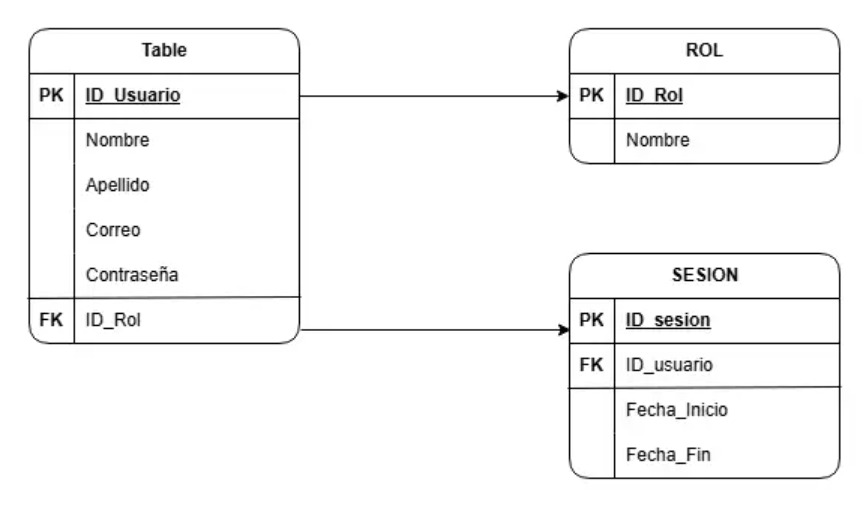 Table
PK ID_Usuario
Nombre
Apellido
Correo
Contraseña
FK ID_Rol
ROL
PK ID_Rol
Nombre
SESION
PK ID_sesion
FK ID_usuario
Fecha_Inicio
Fecha_Fin